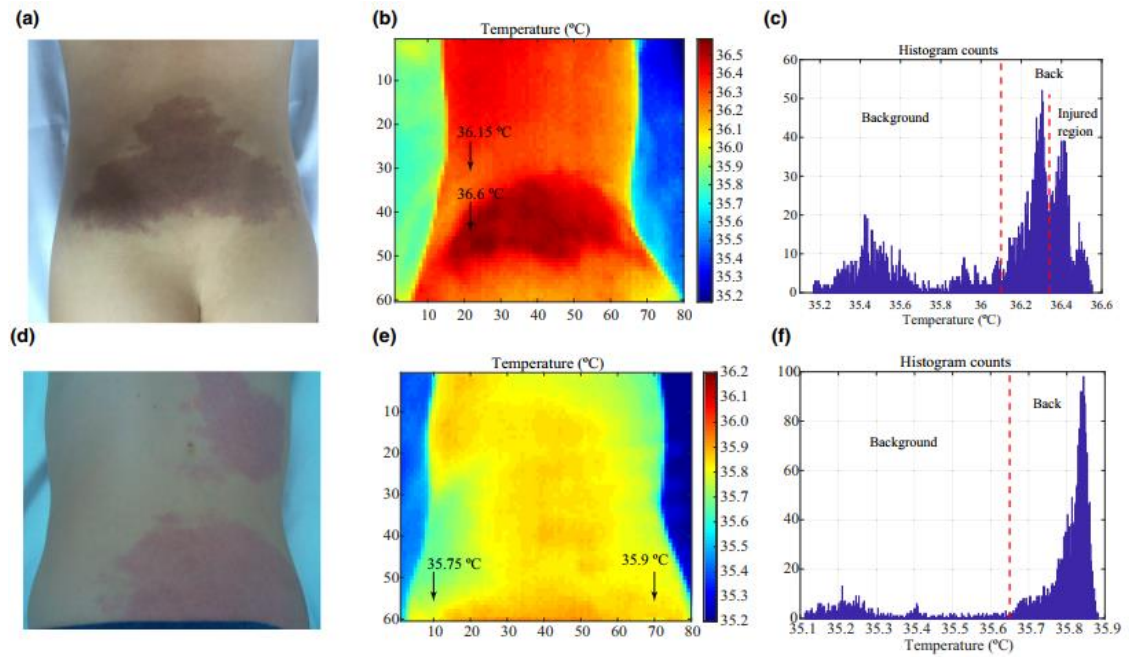 (a)
(b)
Temperature (ºC)
36.15 ºC
36.6 ºC
10
20
30
40
50
60
10 20 30 40 50 60 70 80
36.5
36.4
36.3
36.2
36.1
36.0
35.9
35.8
35.7
35.6
35.5
35.4
35.3
35.2
(c)
Histogram counts
60
50
40
30
20
10
0
Background
Back
Injured
region
35.2 35.4 35.6 35.8 36 36.2 36.4 36.6
Temperature (ºC)
(d)
(e)
Temperature (ºC)
35.75 ºC
35.9 ºC
10
20
30
40
50
60
10 20 30 40 50 60 70 80
36.2
36.1
36.0
35.9
35.8
35.7
35.6
35.5
35.4
35.3
35.2
(f)
Histogram counts
100
80
60
40
20
0
Background
Back
35.1 35.2 35.3 35.4 35.5 35.6 35.7 35.8 35.9
Temperature (ºC)